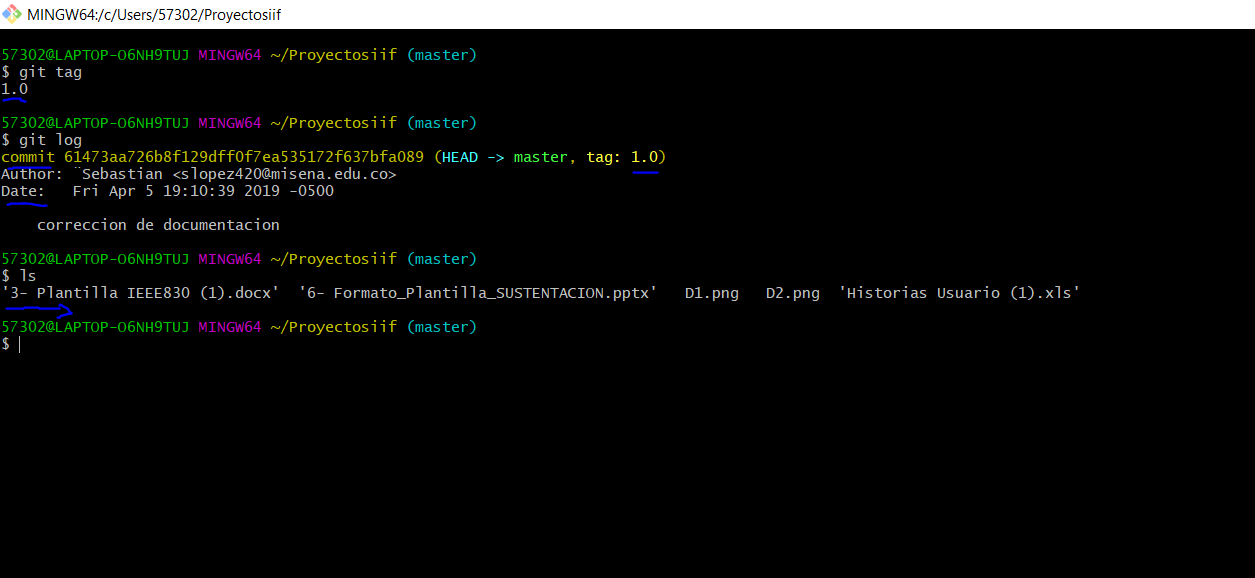 MINGW64:/c/Users/57302/Proyectosiif
57302@LAPTOP-O6NH9TUJ MINGW64 ~/Proyectosiif (master)
$ git tag
1.0
57302@LAPTOP-O6NH9TUJ MINGW64 ~/Proyectosiif (master)
$ git log
commit 61473aa726b8f129dff0f7ea535172f637bfa089 (HEAD -> master, tag: 1.0)
Author: ¨Sebastian <slopez420@misena.edu.co>
Date:   Fri Apr 5 19:10:39 2019 -0500
    correccion de documentacion
57302@LAPTOP-O6NH9TUJ MINGW64 ~/Proyectosiif (master)
$ ls
'3- Plantilla IEEE830 (1).docx'  '6- Formato_Plantilla_SUSTENTACION.pptx'   D1.png   D2.png  'Historias Usuario (1).xls'
57302@LAPTOP-O6NH9TUJ MINGW64 ~/Proyectosiif (master)
$